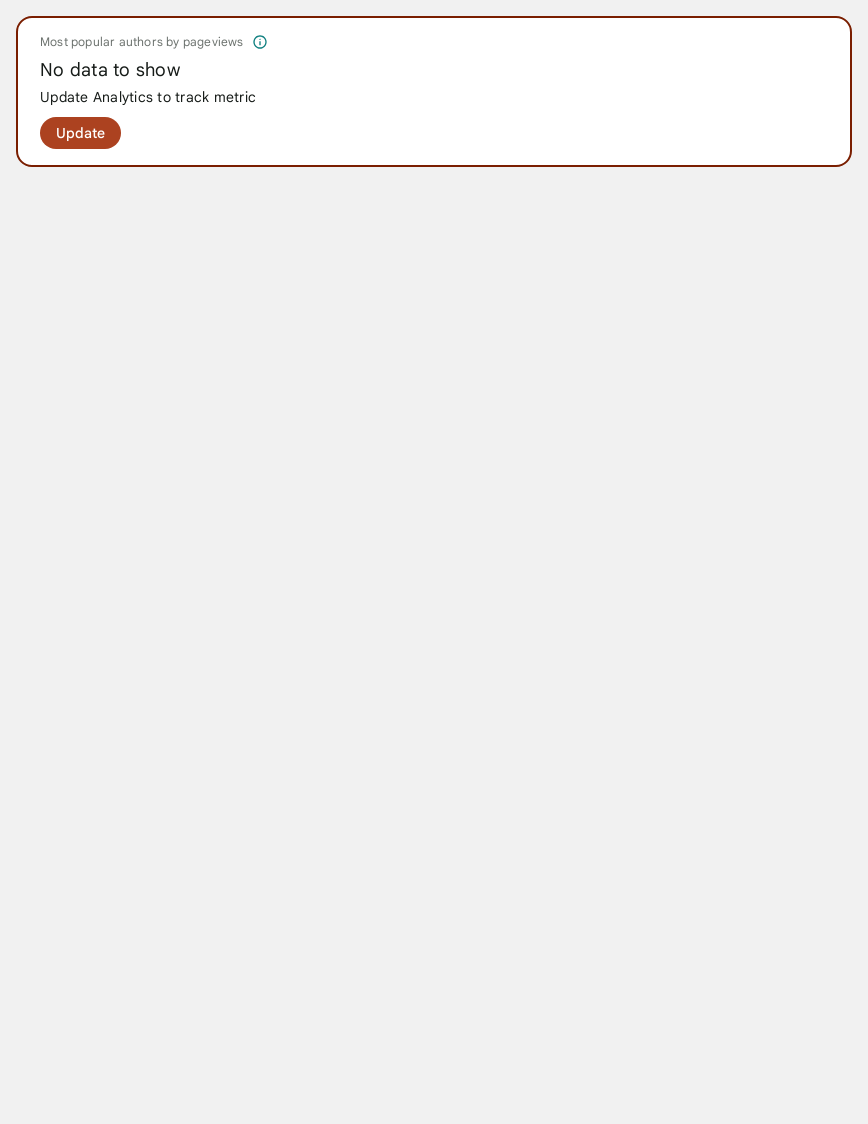 Most popular authors by pageviews
No data to show
Update Analytics to track metric
Update